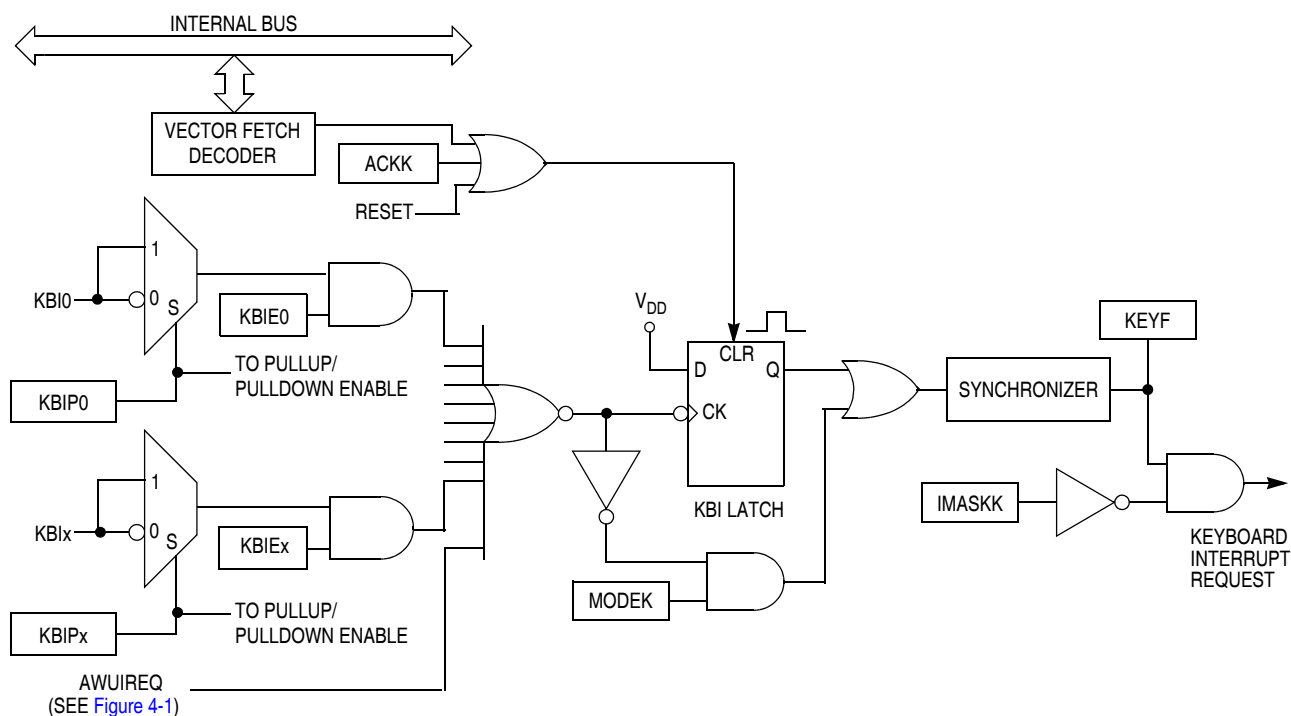 INTERNAL BUS
VECTOR FETCH
DECODER
ACKK
RESET
1
KBI0
0
S
KBIE0
TO PULLUP/
PULLDOWN ENABLE
KBIP0
VDD
CLR
D
Q
CK
KBI LATCH
KEYF
SYNCHRONIZER
1
KBIx
0
S
KBIEx
TO PULLUP/
PULLDOWN ENABLE
KBIPx
MODEK
IMASKK
KEYBOARD
INTERRUPT
REQUEST
AWUIREQ
(SEE Figure 4-1)